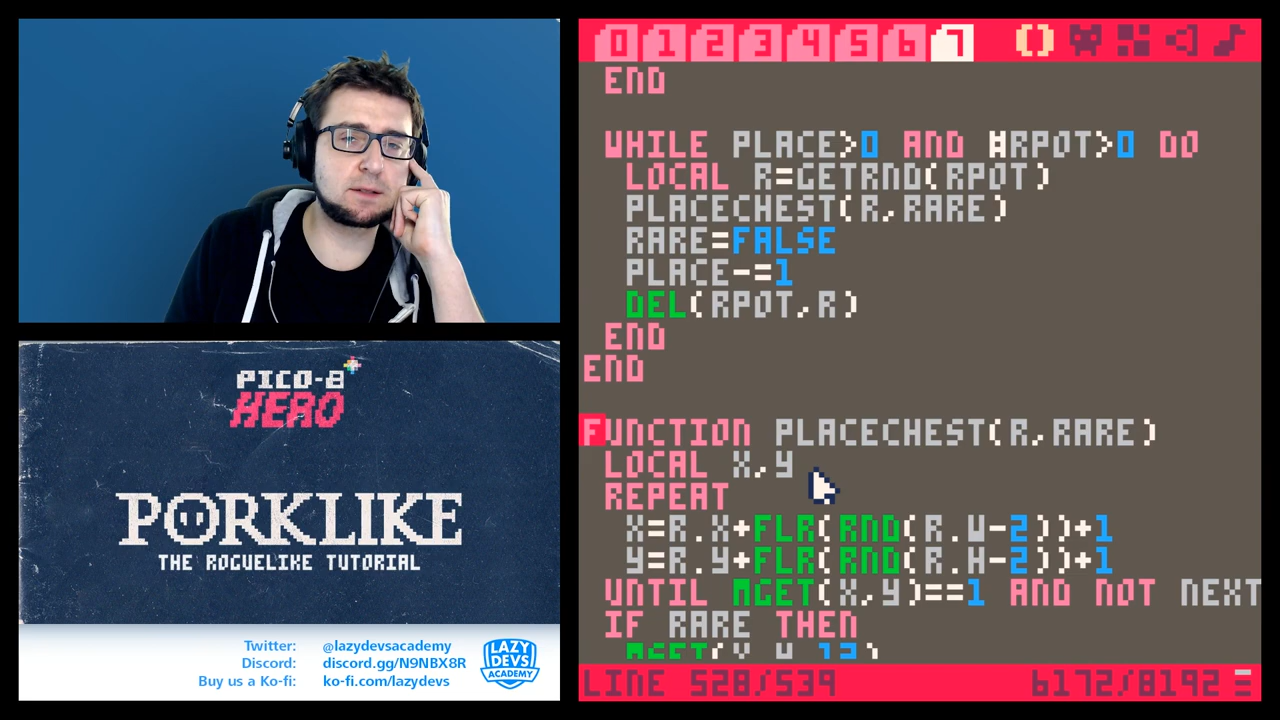 0 1 2 3 4 5 6 7
END
WHILE PLACE>0 AND #RPOT>0 DO
LOCAL R=GETRND(RPOT)
PLACECHEST(R,RARE)
RARE=FALSE
PLACE-=1
DEL(RPOT,R)
END
END
FUNCTION PLACECHEST(R,RARE)
LOCAL X,Y
REPEAT
X=R.X+FLR(RND(R.W-2))+1
Y=R.Y+FLR(RND(R.H-2))+1
UNTIL MGET(X,Y)==1 AND NOT NEXT
IF RARE THEN
LINE 528/539
6172/8192
PICO-8
HERO
PORKLIKE
THE ROGUELIKE TUTORIAL
Twitter: @lazydevsacademy
Discord: discord.gg/N9NBX8R
Buy us a Ko-fi: ko-fi.com/lazydevs
LAZY
DEVS
ACADEMY